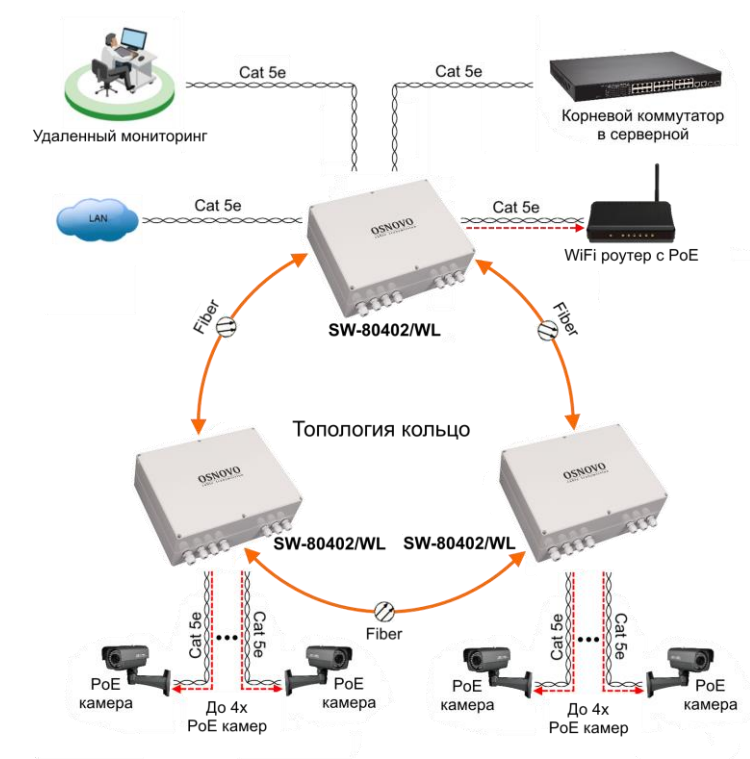 Cat 5e
Cat 5e
Удаленный мониторинг
Корневой коммутатор
в серверной
LAN
Cat 5e
OSNOVO
Cat 5e
WiFi роутер с PoE
SW-80402/WL
Fiber
Fiber
Топология кольцо
OSNOVO
OSNOVO
SW-80402/WL
SW-80402/WL
Fiber
Cat 5e
Cat 5e
Cat 5e
Cat 5e
PoE
камера
PoE
камера
До 4х
PoE камер
PoE
камера
PoE
камера
До 4х
PoE камер